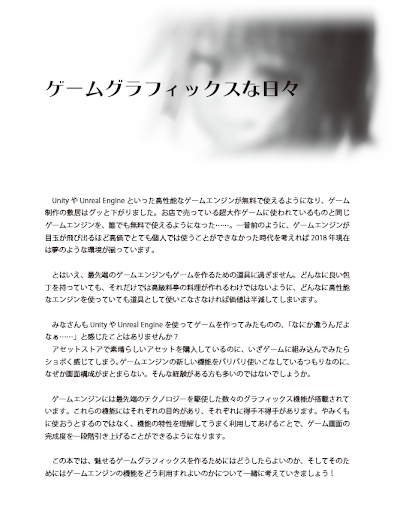 ゲームグラフィックスな日々
Unity や Unreal Engine といった高性能なゲームエンジンが無料で使えるようになり、ゲーム
制作の敷居はグッと下がりました。お店で売っている超大作ゲームに使われているものと同じ
ゲームエンジンを、誰でも無料で使えるようになった……。一昔前のように、ゲームエンジンが
目玉が飛び出るほど高価でとても個人では使うことができなかった時代を考えれば 2018 年現在
は夢のような環境が揃っています。
とはいえ、最先端のゲームエンジンもゲームを作るための道具に過ぎません。どんなに良い包
丁を持っていても、それだけでは高級料亭の料理が作れるわけではないように、どんなに高性能
なエンジンを使っていても道具として使いこなさなければ価値は半減してしまいます。
みなさんも Unity や Unreal Engine を使ってゲームを作ってみたものの、「なにか違うんだよ
なぁ……」と感じたことはありませんか？
アセットストアで素晴らしいアセットを購入しているのに、いざゲームに組み込んでみたら
ショボく感じてしまう。ゲームエンジンの新しい機能をバリバリ使いこなしているつもりなのに、
なぜか画面構成がまとまらない。そんな経験がある方も多いのではないでしょうか。
ゲームエンジンには最先端のテクノロジーを駆使した数々のグラフィックス機能が搭載されて
います。これらの機能にはそれぞれの目的があり、それぞれに得手不得手があります。やみくも
に使おうとするのではなく、機能の特性を理解してうまく利用してあげることで、ゲーム画面の
完成度を一段階引き上げることができるようになります。
この本では、魅せるゲームグラフィックスを作るためにはどうしたらよいのか、そしてそのた
めにはゲームエンジンの機能をどう利用すれよいのかについて一緒に考えていきましょう！